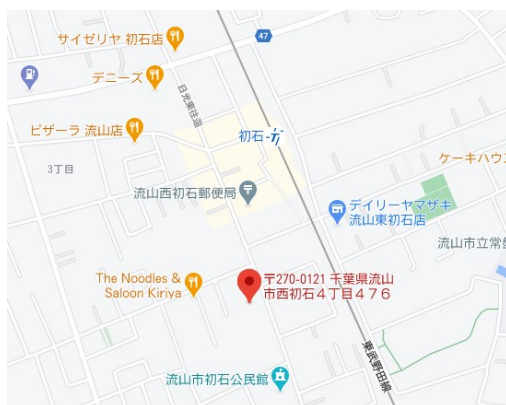 サイゼリヤ 初石店
47
デニーズ
日光東往還
ピザーラ 流山店
初石
ケーキハウス
3丁目
流山西初石郵便局
デイリーヤマザキ
流山東初石店
流山市立常盤
The Noodles &
Saloon Kiriya
〒270-0121 千葉県流山
市西初石4丁目476
東武野田線
流山市初石公民館